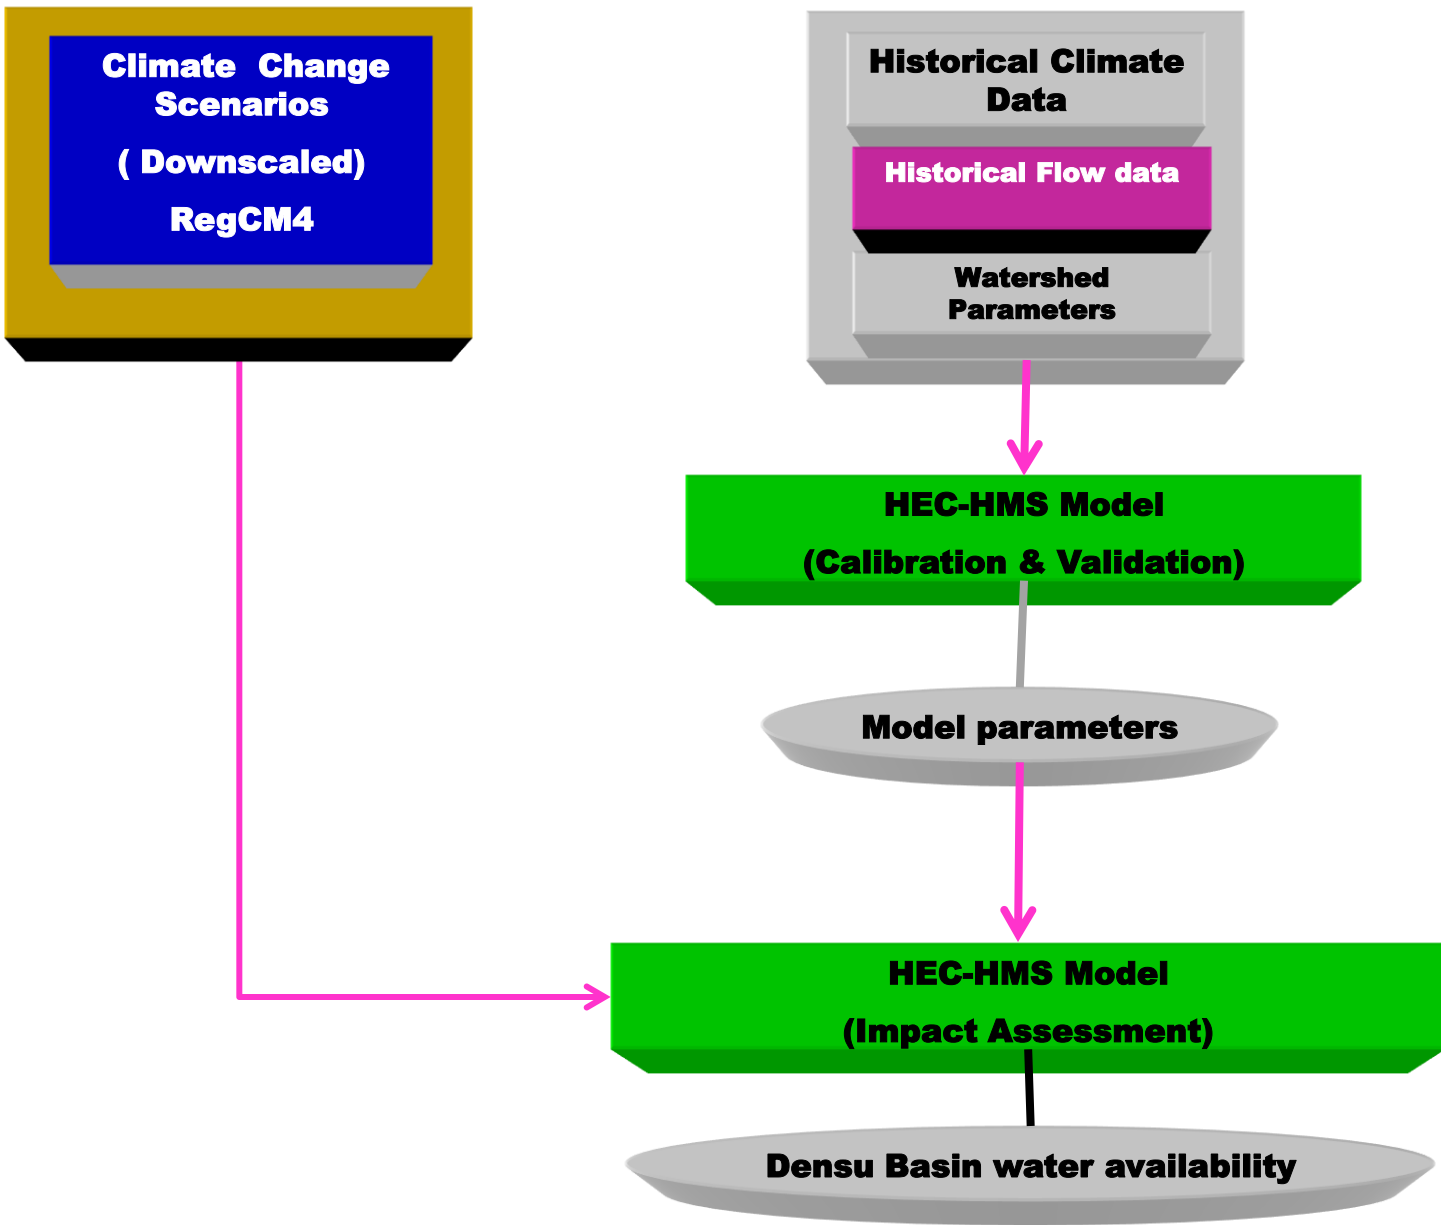 Climate Change
Scenarios
( Downscaled)
RegCM4
Historical Climate
Data
Historical Flow data
Watershed
Parameters
HEC-HMS Model
(Calibration & Validation)
Model parameters
HEC-HMS Model
(Impact Assessment)
Densu Basin water availability